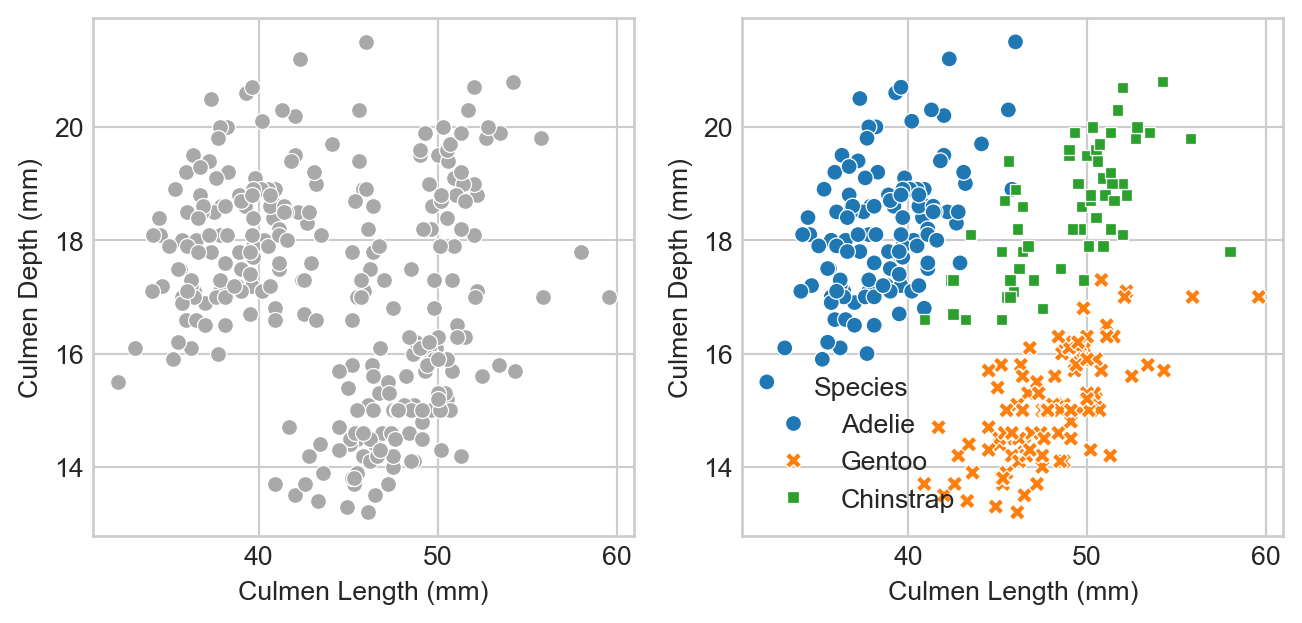 20
18
16
14
Culmen Depth (mm)
40
50
60
Culmen Length (mm)
20
18
16
14
Culmen Depth (mm)
Species
Adelie
Gentoo
Chinstrap
40
50
60
Culmen Length (mm)